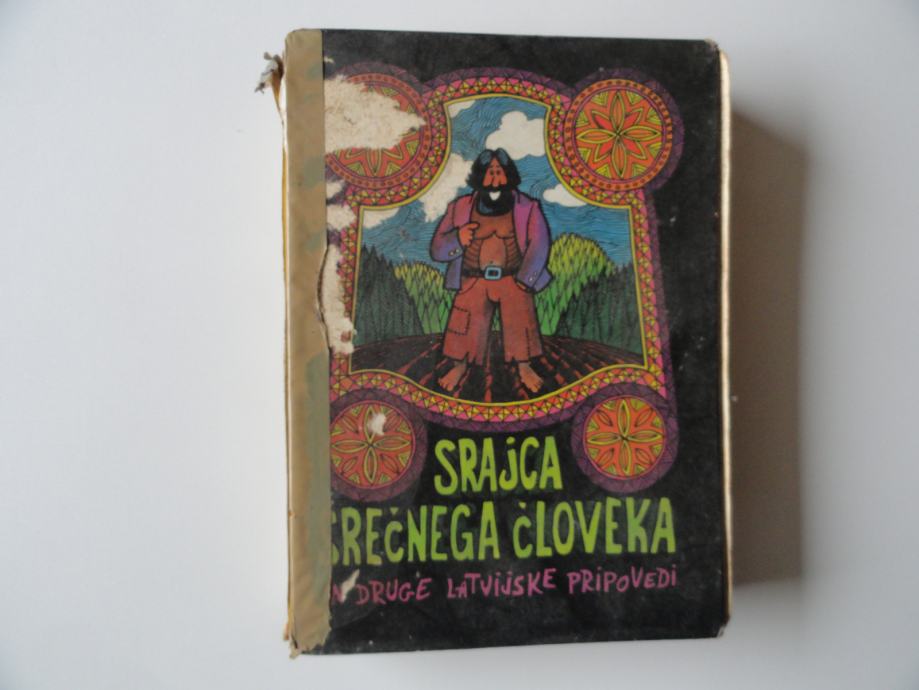 SRAJCA
SREČNEGA ČLOVEKA
IN DRUGE LATVIJSKE PRIPOVEDI